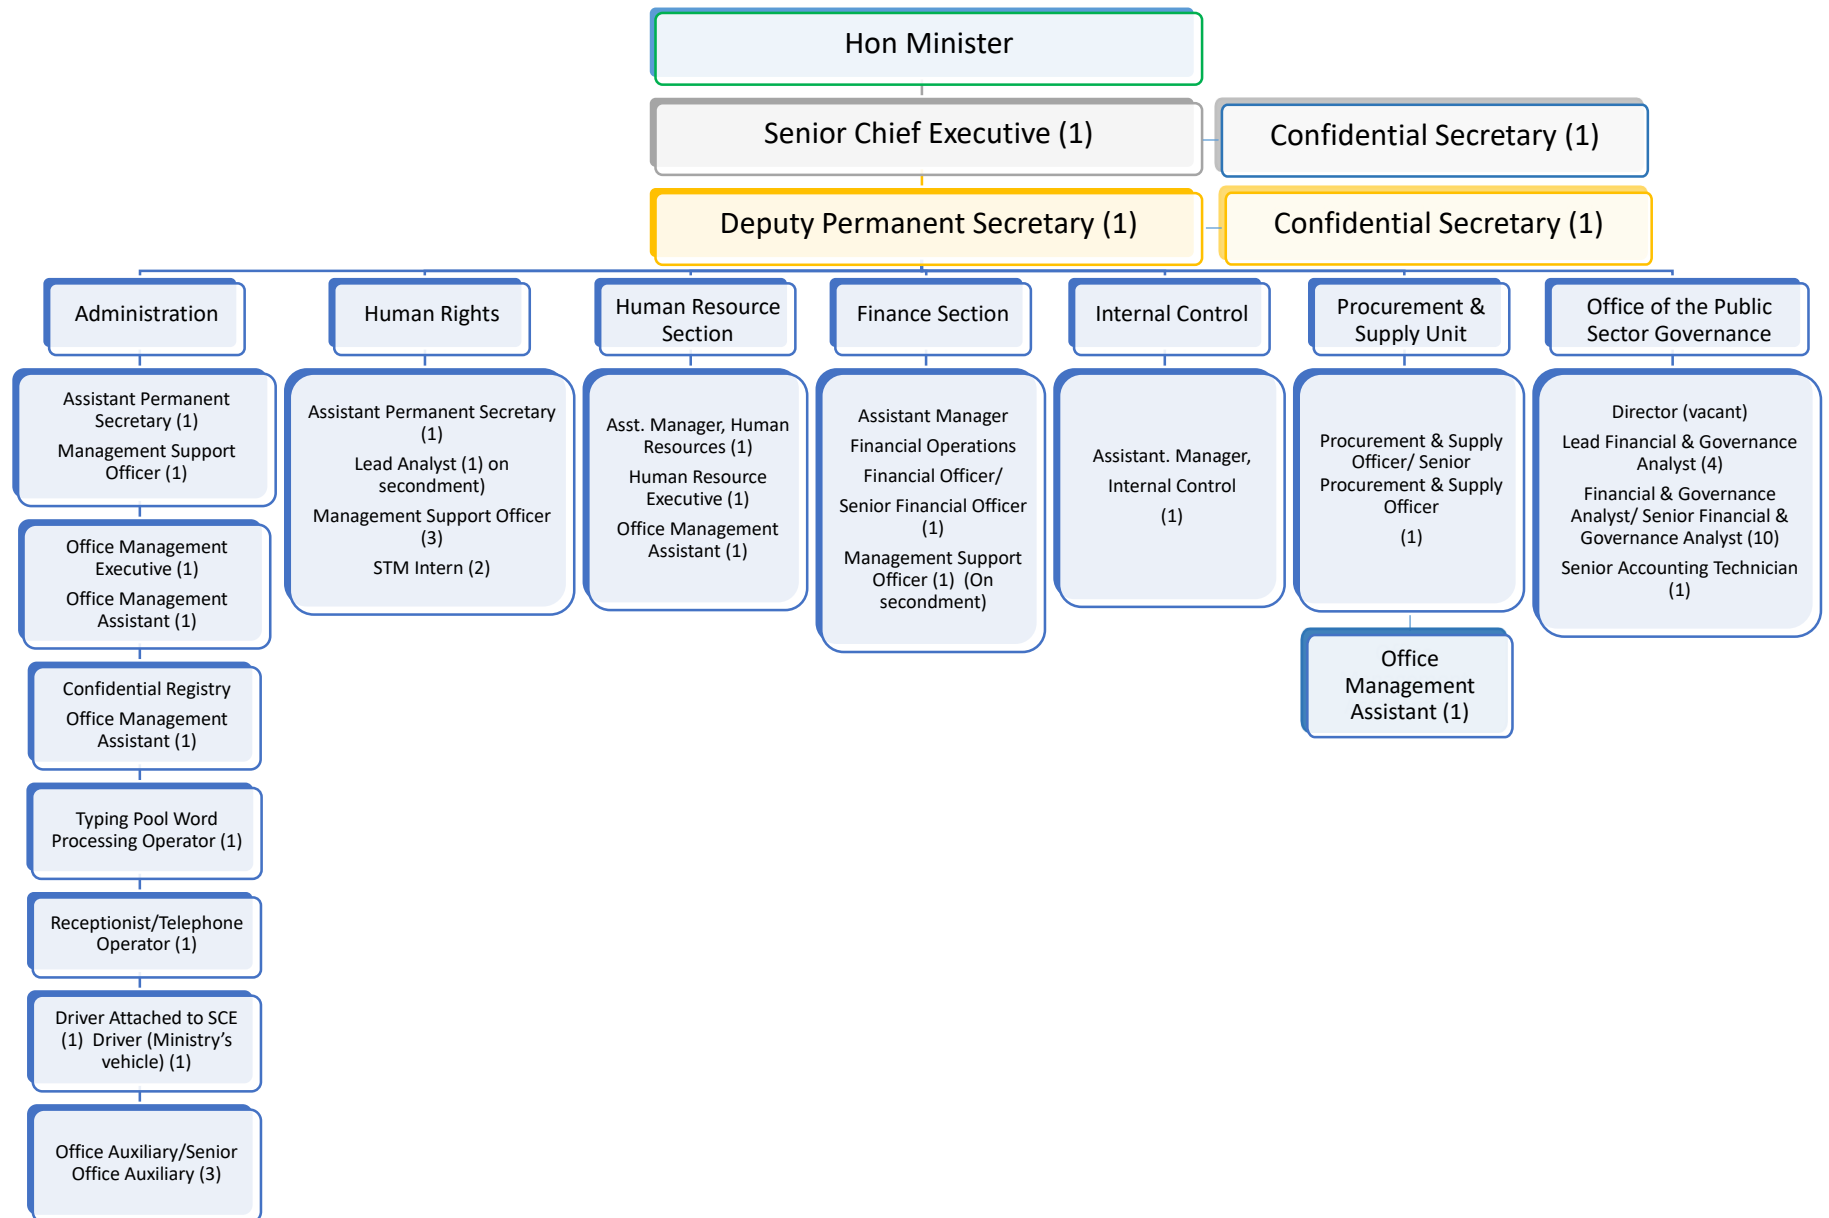 Hon Minister
Senior Chief Executive (1)
Confidential Secretary (1)
Deputy Permanent Secretary (1)
Confidential Secretary (1)
Administration
Human Rights
Human Resource
Section
Finance Section
Internal Control
Procurement &
Supply Unit
Office of the Public
Sector Governance
Assistant Permanent
Secretary (1)
Management Support
Officer (1)
Office Management
Executive (1)
Office Management
Assistant (1)
Confidential Registry
Office Management
Assistant (1)
Typing Pool Word
Processing Operator (1)
Receptionist/Telephone
Operator (1)
Driver Attached to SCE
(1)  Driver (Ministry’s
vehicle) (1)
Office Auxiliary/Senior
Office Auxiliary (3)
Assistant Permanent Secretary
(1)
Lead Analyst (1) on
secondment)
Management Support Officer
(3)
STM Intern (2)
Asst. Manager, Human
Resources (1)
Human Resource
Executive (1)
Office Management
Assistant (1)
Assistant Manager
Financial Operations
Financial Officer/
Senior Financial Officer
(1)
Management Support
Officer (1)  (On
secondment)
Assistant. Manager,
Internal Control
(1)
Procurement & Supply
Officer/ Senior
Procurement & Supply
Officer
(1)
Office
Management
Assistant (1)
Director (vacant)
Lead Financial & Governance
Analyst (4)
Financial & Governance
Analyst/ Senior Financial &
Governance Analyst (10)
Senior Accounting Technician
(1)